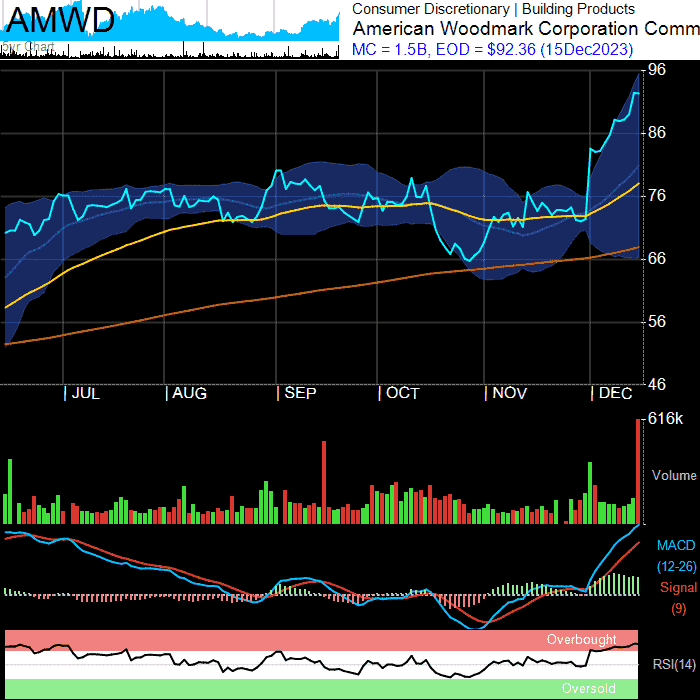 AMWD
Consumer Discretionary | Building Products
American Woodmark Corporation Comm
MC = 1.5B, EOD = $92.36 (15Dec2023)
96
86
76
66
56
46
| JUL | AUG | SEP | OCT | NOV | DEC
616k
Volume
MACD
(12-26)
Signal
(9)
Overbought
RSI(14)
Oversold